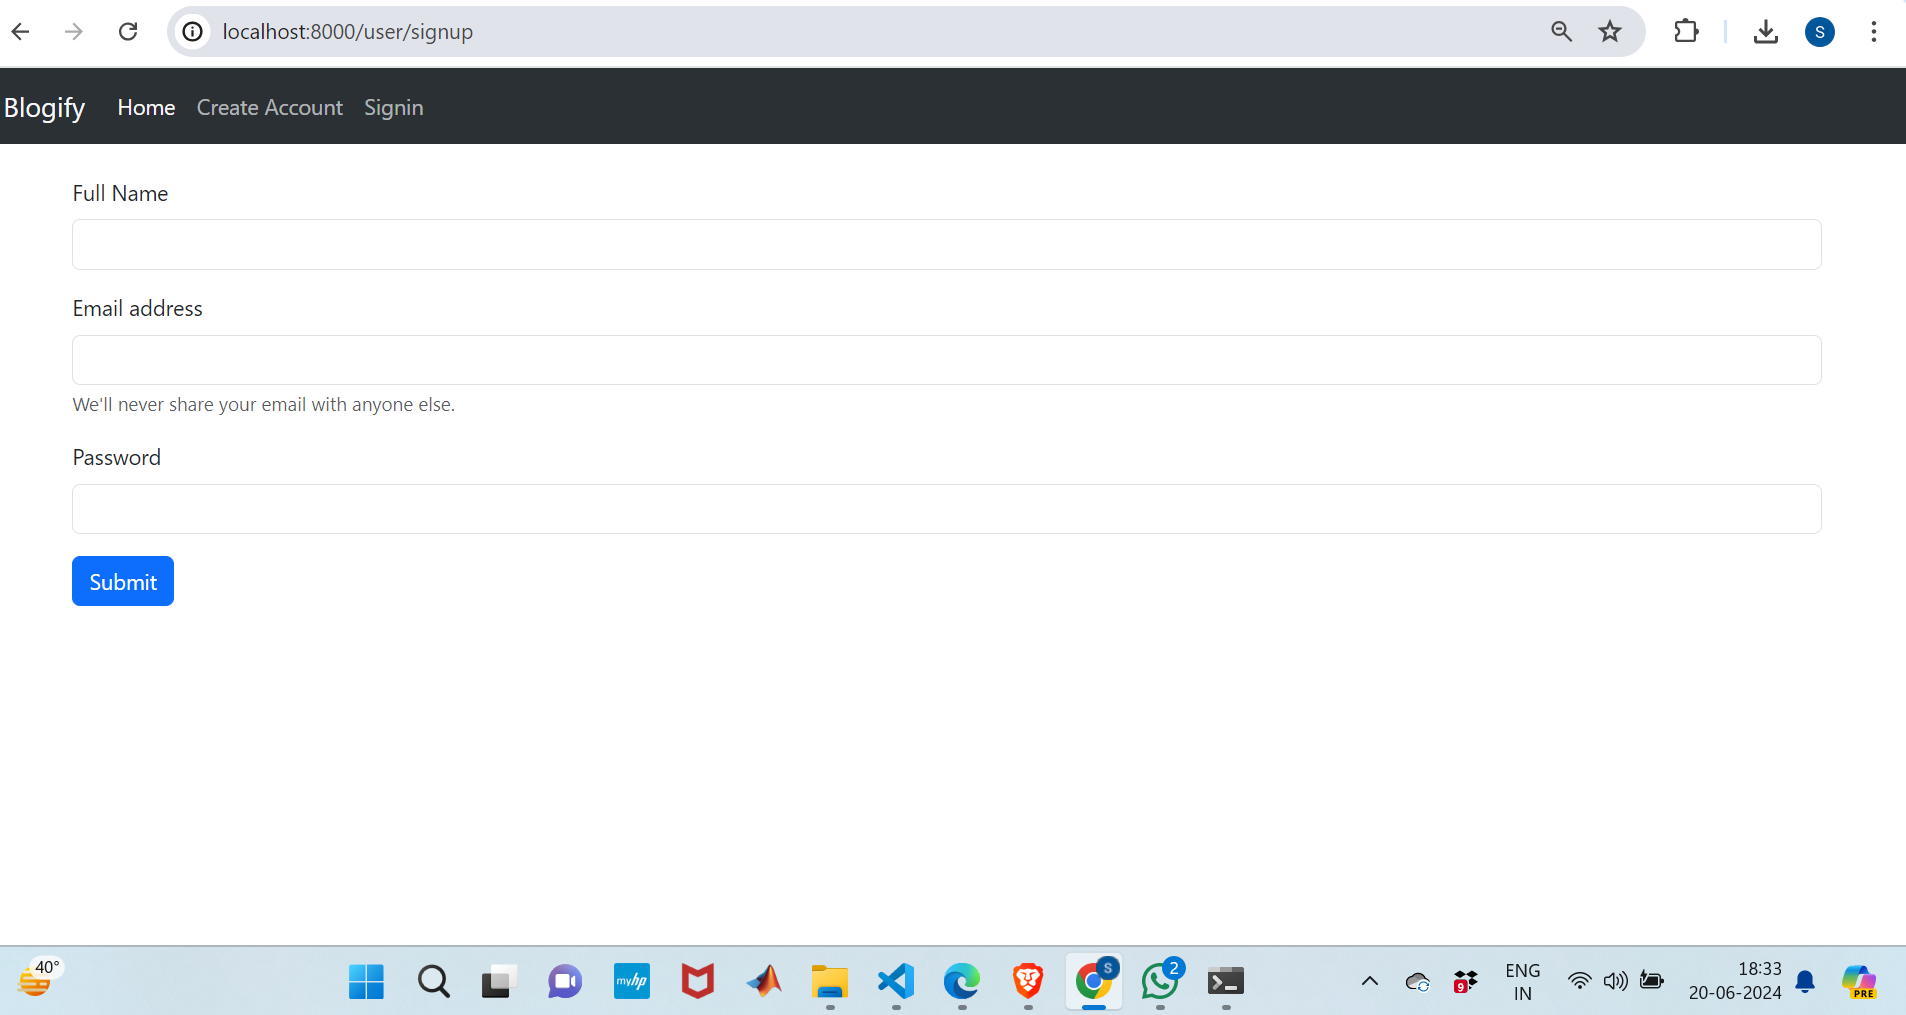 localhost:8000/user/signup
S
Blogify Home Create Account Signin
Full Name
Email address
We'll never share your email with anyone else.
Password
Submit
40°
myhp
S
2
9
ENG
IN
18:33
20-06-2024
PRE